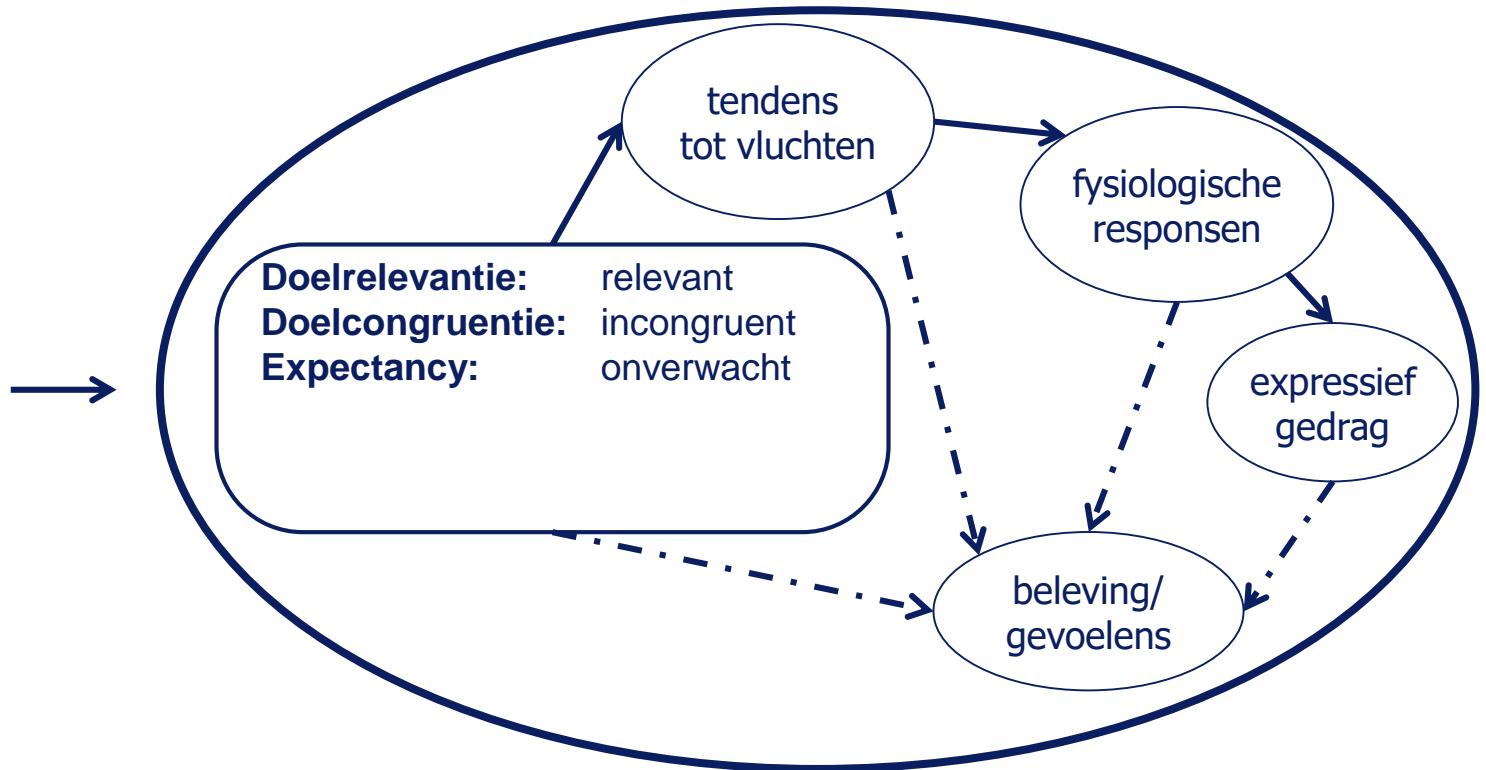 tendens
tot vluchten
fysiologische
responsen
Doelrelevantie: relevant
Doelcongruentie: incongruent
Expectancy: onverwacht
expressief
gedrag
beleving/
gevoelens